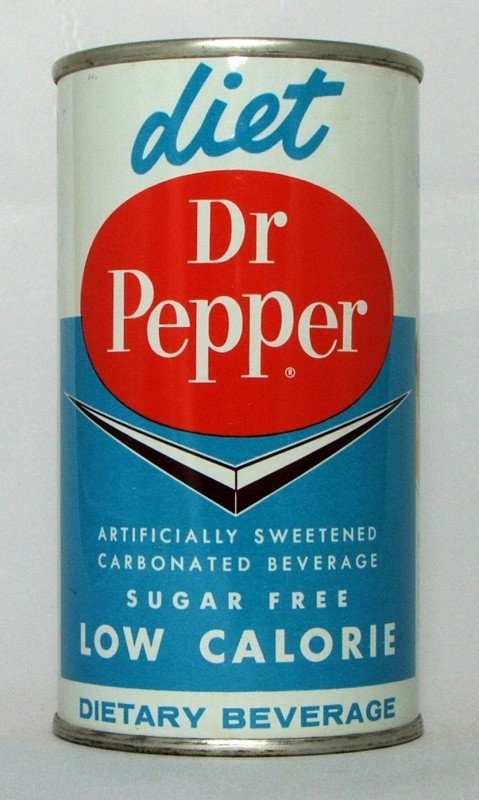 diet
Dr
Pepper®
ARTIFICIALLY SWEETENED
CARBONATED BEVERAGE
SUGAR FREE
LOW CALORIE
DIETARY BEVERAGE